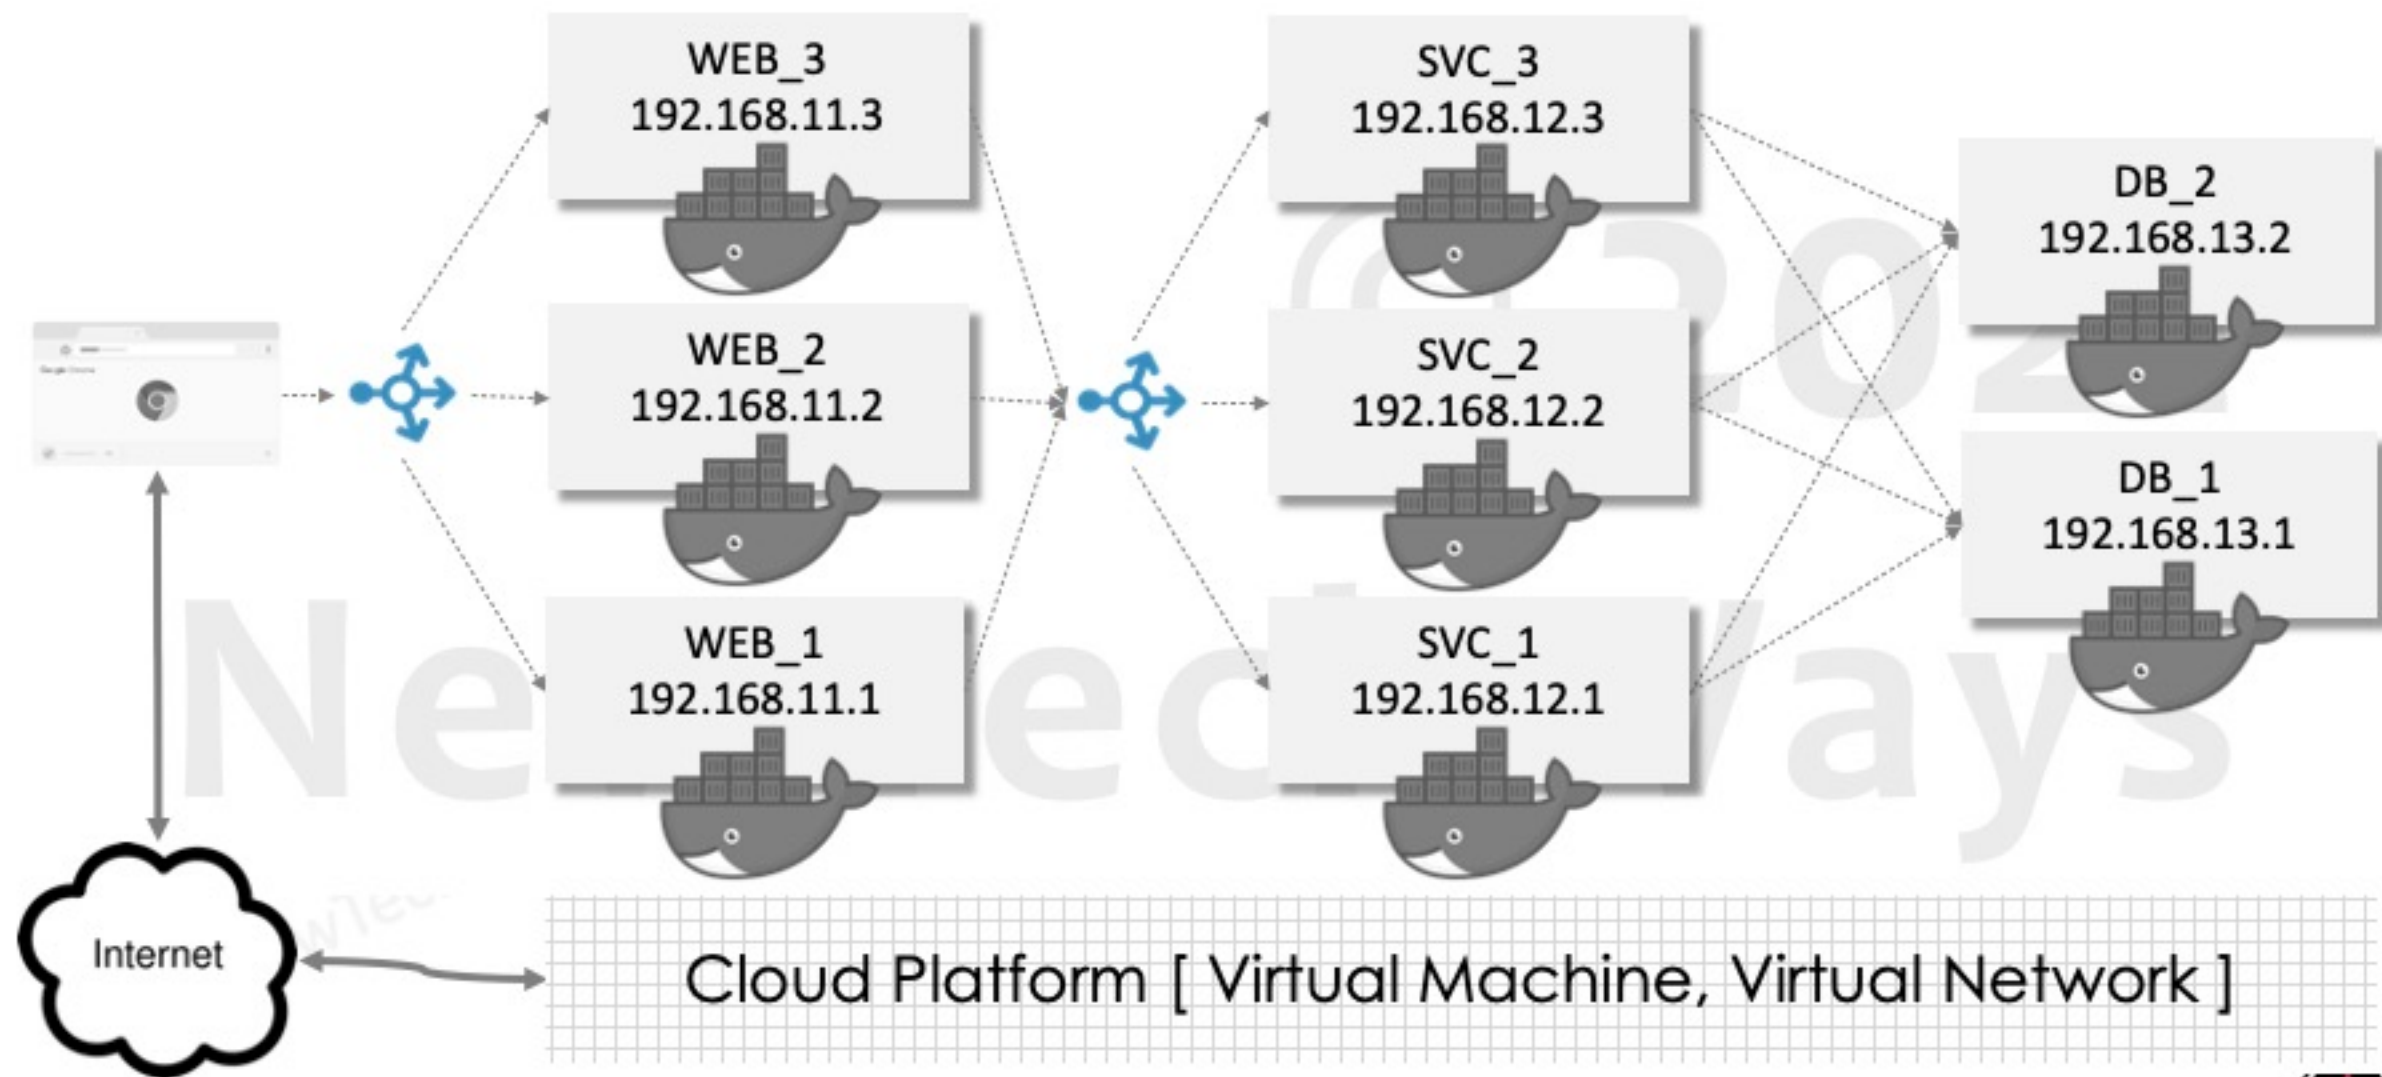 WEB_3
192.168.11.3
SVC_3
192.168.12.3
DB_2
192.168.13.2
WEB_2
192.168.11.2
SVC_2
192.168.12.2
DB_1
192.168.13.1
WEB_1
192.168.11.1
SVC_1
192.168.12.1
Internet
Cloud Platform [ Virtual Machine, Virtual Network ]